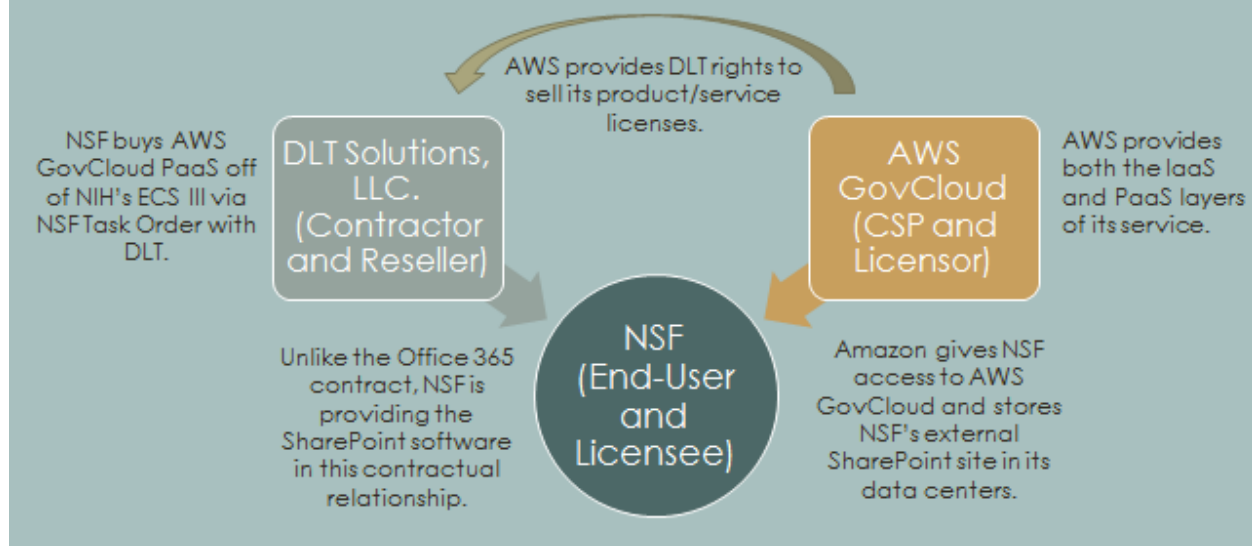 AWS provides DLT rights to
sell its product/service
licenses.
NSF buys AWS
GovCloud PaaS off
of NIH's ECS III via
NSF Task Order with
DLT.
DLT Solutions,
LLC.
(Contractor
and Reseller)
AWS
GovCloud
(CSP and
Licensor)
AWS provides
both the IaaS
and PaaS layers
of its service.
Unlike the Office 365
contract, NSF is
providing the
SharePoint software
in this contractual
relationship.
NSF
(End-User
and
Licensee)
Amazon gives NSF
access to AWS
GovCloud and stores
NSF's external
SharePoint site in its
data centers.